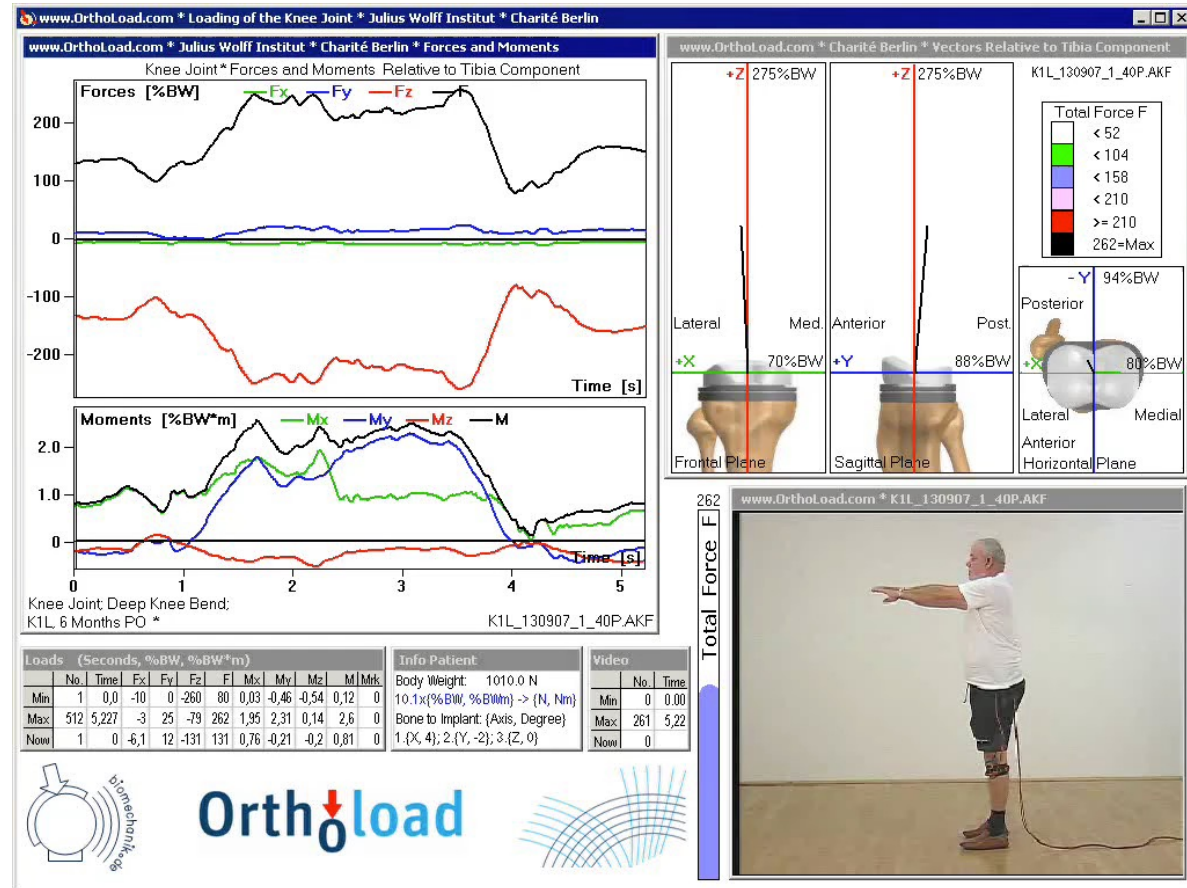 www.OrthoLoad.com * Loading of the Knee Joint * Julius Wolff Institut * Charité Berlin
www.OrthoLoad.com * Julius Wolff Institut * Charité Berlin * Forces and Moments
Knee Joint * Forces and Moments Relative to Tibia Component
Forces [%BW] Fx Fy Fz F
200
100
0
-100
-200
Time [s]
Moments [%BW*m] Mx My Mz M
2.0
1.0
0
Time [s]
0 1 2 3 4 5
Knee Joint; Deep Knee Bend;
K1L, 6 Months PO * K1L_130907_1_40P.AKF
www.OrthoLoad.com * Charité Berlin * Vectors Relative to Tibia Component
+Z 275%BW
Lateral Med.
+X 70%BW
Frontal Plane
+Z 275%BW
Anterior Post.
+Y 88%BW
Sagittal Plane
K1L_130907_1_40P.AKF
Total Force F
< 52
< 104
< 158
< 210
>= 210
262=Max
-Y 94%BW
Posterior
+X 80%BW
Lateral Medial
Anterior
Horizontal Plane
Loads (Seconds, %BW, %BW*m)
No. Time Fx Fy Fz F Mx My Mz M Mrk
Min 1 0,0 -10 0 -260 80 0,03 -0,46 -0,54 0,12 0
Max 512 5,227 -3 25 -79 262 1,95 2,31 0,14 2,6 0
Now 1 0 -6,1 12 -131 131 0,76 -0,21 -0,2 0,81 0
Info Patient
Body Weight: 1010.0 N
10.1x{%BW, %BWm} -> {N, Nm}
Bone to Implant: {Axis, Degree}
1.{X, 4}; 2.{Y, -2}; 3.{Z, 0}
Video
No. Time
Min 0 0.00
Max 261 5,22
Now 0
262
Total Force F
www.OrthoLoad.com * K1L_130907_1_40P.AKF
biomechanik.de
Orthoload